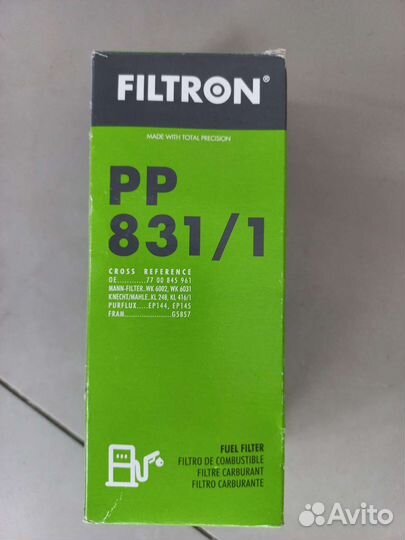 FILTRON®
MADE WITH TOTAL PRECISION
PP
831/1
CROSS REFERENCE
OE............77 00 845 961
MANN-FILTER..WK 6002, WK 6031
KNECHT/MAHLE..KL 248, KL 416/1
PURFLUX.....EP144, EP145
FRAM....................G5857
FUEL FILTER
FILTRO DE COMBUSTIBLE
FILTRE CARBURANT
FILTRO CARBURANTE
Avito